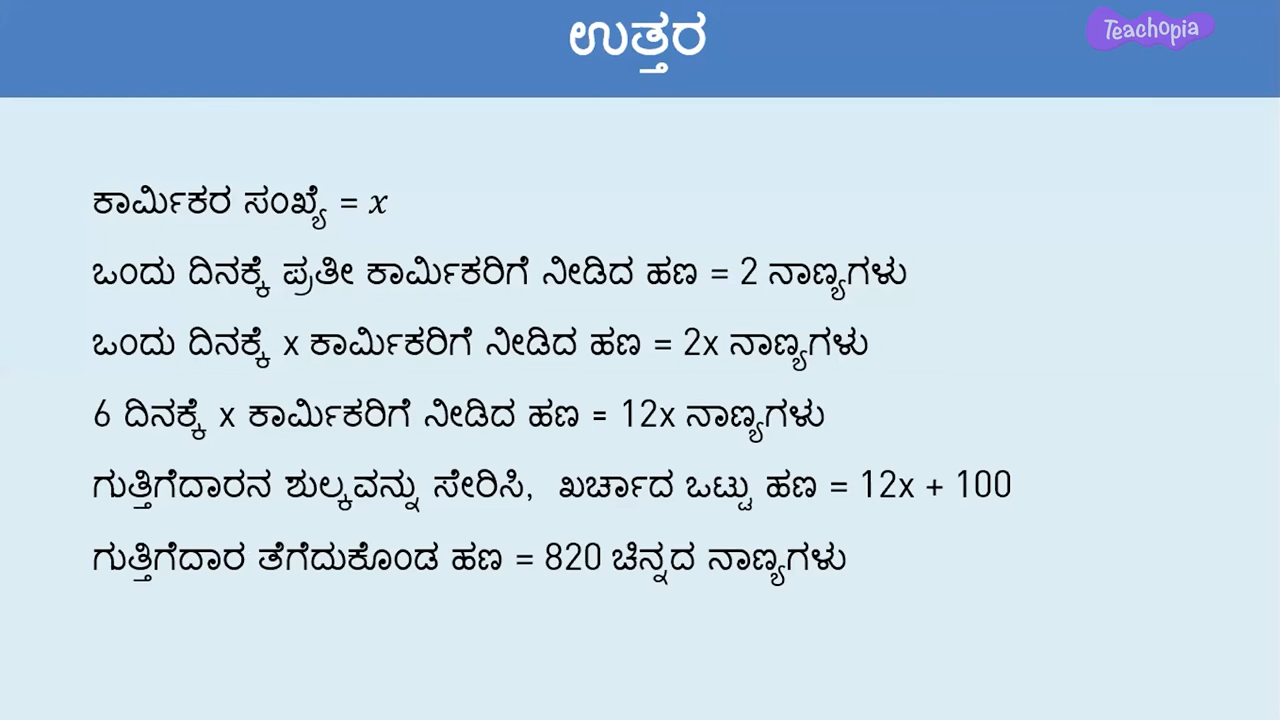 ಉತ್ತರ
Teachopia
ಕಾರ್ಮಿಕರ ಸಂಖ್ಯೆ = x
ಒಂದು ದಿನಕ್ಕೆ ಪ್ರತೀ ಕಾರ್ಮಿಕರಿಗೆ ನೀಡಿದ ಹಣ = 2 ನಾಣ್ಯಗಳು
ಒಂದು ದಿನಕ್ಕೆ x ಕಾರ್ಮಿಕರಿಗೆ ನೀಡಿದ ಹಣ = 2x ನಾಣ್ಯಗಳು
6 ದಿನಕ್ಕೆ x ಕಾರ್ಮಿಕರಿಗೆ ನೀಡಿದ ಹಣ = 12x ನಾಣ್ಯಗಳು
ಗುತ್ತಿಗೆದಾರನ ಶುಲ್ಕವನ್ನು ಸೇರಿಸಿ, ಖರ್ಚಾದ ಒಟ್ಟು ಹಣ = 12x + 100
ಗುತ್ತಿಗೆದಾರ ತೆಗೆದುಕೊಂಡ ಹಣ = 820 ಚಿನ್ನದ ನಾಣ್ಯಗಳು